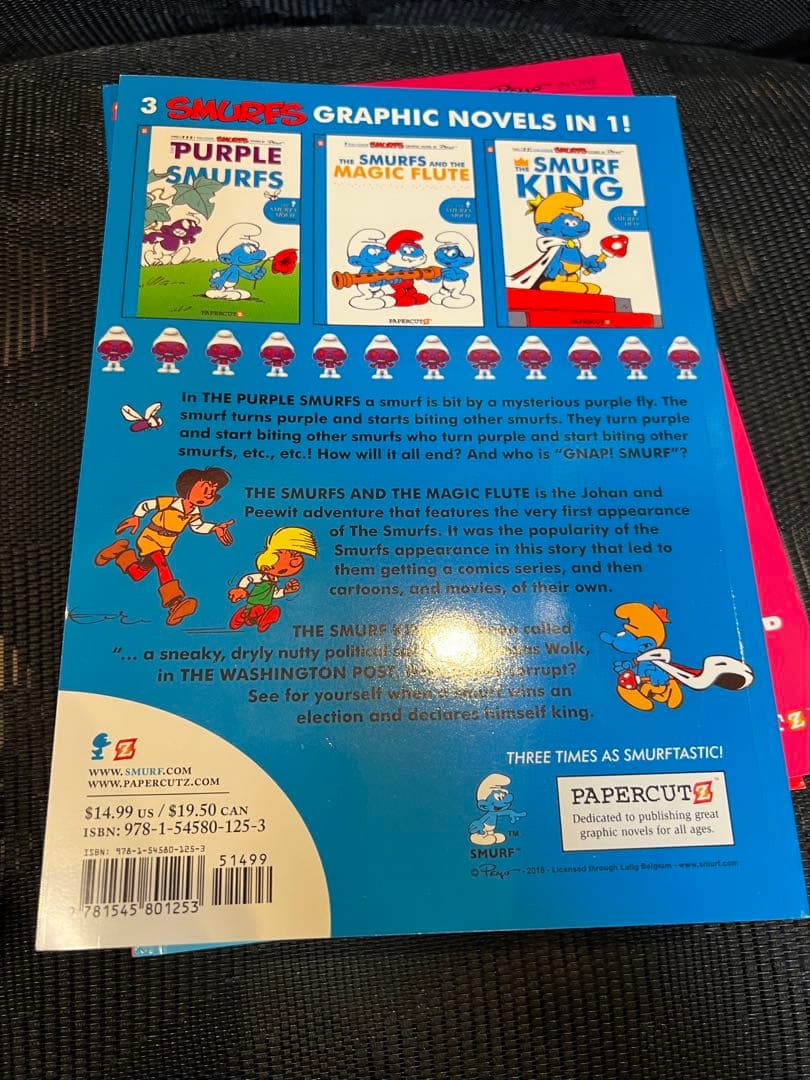 3 SMURFS GRAPHIC NOVELS IN 1!
THE
PURPLE
SMURFS
PAPERCUTZ
THE SMURFS AND THE
MAGIC FLUTE
PAPERCUTZ
THE SMURF
KING
PAPERCUTZ
In THE PURPLE SMURFS a smurf is bit by a mysterious purple fly. The
smurf turns purple and starts biting other smurfs. They turn purple
and start biting other smurfs who turn purple and start biting other
smurfs, etc., etc.! How will it all end? And who is "GNAP! SMURF"?
THE SMURFS AND THE MAGIC FLUTE is the Johan and
Peewit adventure that features the very first appearance
of The Smurfs. It was the popularity of the
Smurfs appearance in this story that led to
them getting a comics series, and then
cartoons, and movies, of their own.
THE SMURF called
"... a sneaky, dryly nutty political Wolk,
in THE WASHINGTON POST. corrupt?
See for yourself when a smurf wins an
election and declares himself king.
WWW.SMURF.COM
WWW.PAPERCUTZ.COM
$14.99 US / $19.50 CAN
ISBN: 978-1-54580-125-3
ISBN: 978-1-54580-125-3
51499
781545 801253
THREE TIMES AS SMURFTASTIC!
SMURF™
PAPERCUTZ™
Dedicated to publishing great
graphic novels for all ages.
© Peyo - 2018 - Licensed through Lafig Belgium - www.smurf.com